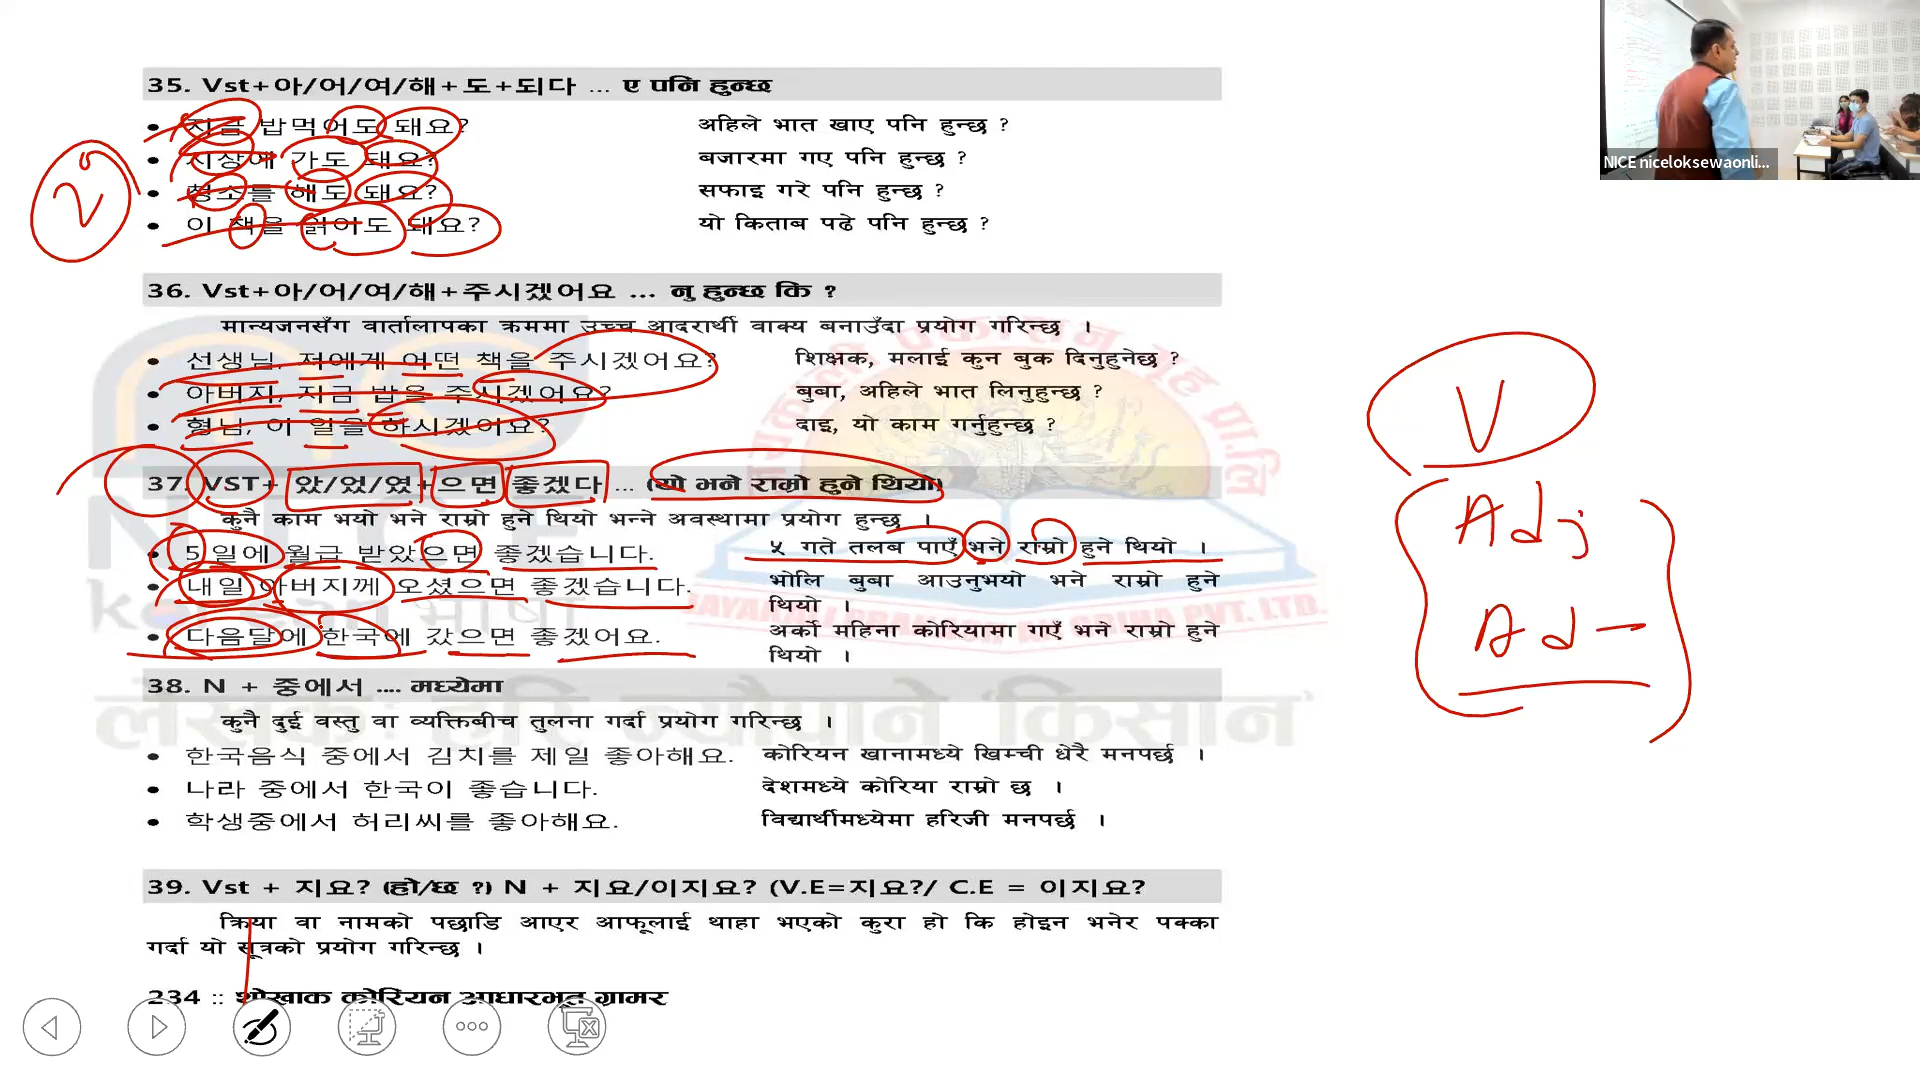 35. Vst+아/어/여/해+도+되다 ... ए पनि हुन्छ
• 지금 밥먹어도 돼요? अहिले भात खाए पनि हुन्छ ?
• 시상에 가도 돼요? बजारमा गए पनि हुन्छ ?
• 청소를 해도 돼요? सफाइ गरे पनि हुन्छ ?
• 이 책을 읽어도 돼요? यो किताब पढे पनि हुन्छ ?
36. Vst+아/어/여/해+주시겠어요 ... नु हुन्छ कि ?
मान्यजनसँग वार्तालापका क्रममा उच्च आदरार्थी वाक्य बनाउँदा प्रयोग गरिन्छ ।
• 선생님, 저에게 어떤 책을 주시겠어요? शिक्षक, मलाई कुन बुक दिनुहुनेछ ?
• 아버지, 지금 밥을 주시겠어요? बुबा, अहिले भात लिनुहुन्छ ?
• 형님, 이 일을 하시겠어요? दाइ, यो काम गर्नुहुन्छ ?
37. VST+ 았/었/였+으면 좋겠다 ... (यो भने राम्रो हुने थियो)
कुनै काम भयो भने राम्रो हुने थियो भन्ने अवस्थामा प्रयोग हुन्छ ।
• 5일에 월급 받았으면 좋겠습니다. ५ गते तलब पाएँ भने राम्रो हुने थियो ।
• 내일 아버지께 오셨으면 좋겠습니다. भोलि बुबा आउनुभयो भने राम्रो हुने
थियो ।
• 다음달에 한국에 갔으면 좋겠어요. अर्को महिना कोरियामा गएँ भने राम्रो हुने
थियो ।
38. N + 중에서 .... मध्येमा
कुनै दुई वस्तु वा व्यक्तिबीच तुलना गर्दा प्रयोग गरिन्छ ।
• 한국음식 중에서 김치를 제일 좋아해요. कोरियन खानामध्ये खिम्ची धेरै मनपर्छ ।
• 나라 중에서 한국이 좋습니다. देशमध्ये कोरिया राम्रो छ ।
• 학생중에서 허리씨를 좋아해요. विद्यार्थीमध्येमा हरिजी मनपर्छ ।
39. Vst + 지요? (हो/छ ?) N + 지요/이지요? (V.E=지요?/ C.E = 이지요?
क्रिया वा नामको पछाडि आएर आफूलाई थाहा भएको कुरा हो कि होइन भनेर पक्का
गर्दा यो सूत्रको प्रयोग गरिन्छ ।
234 :: शोखाक कोरियन आधारभूत ग्रामर
V
Adj
Ad
NICE niceloksewaonli...
लेखक: हरि न्यौपाने 'किसान'